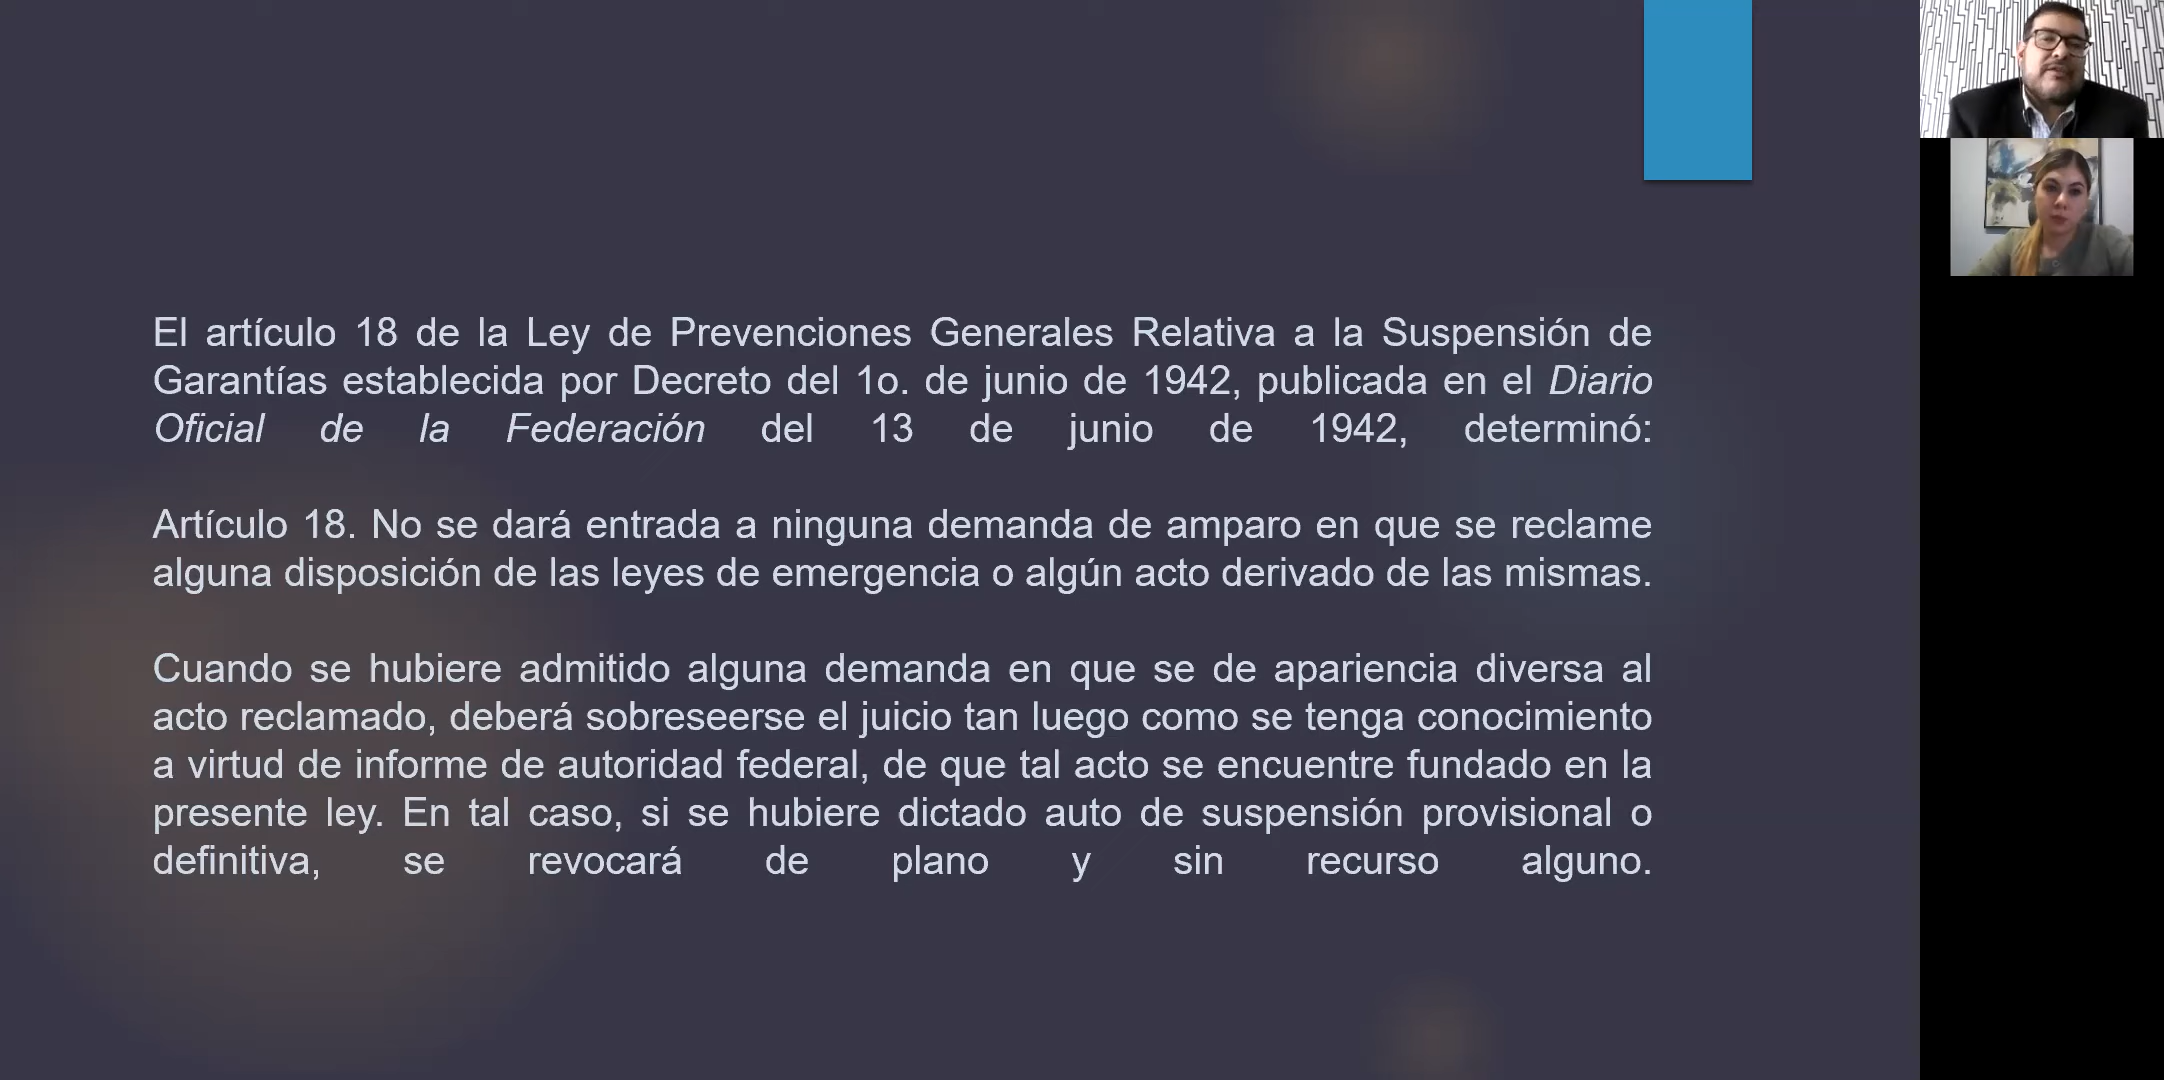 El artículo 18 de la Ley de Prevenciones Generales Relativa a la Suspensión de
Garantías establecida por Decreto del 1o. de junio de 1942, publicada en el Diario
Oficial de la Federación del 13 de junio de 1942, determinó:
Artículo 18. No se dará entrada a ninguna demanda de amparo en que se reclame
alguna disposición de las leyes de emergencia o algún acto derivado de las mismas.
Cuando se hubiere admitido alguna demanda en que se de apariencia diversa al
acto reclamado, deberá sobreseerse el juicio tan luego como se tenga conocimiento
a virtud de informe de autoridad federal, de que tal acto se encuentre fundado en la
presente ley. En tal caso, si se hubiere dictado auto de suspensión provisional o
definitiva, se revocará de plano y sin recurso alguno.